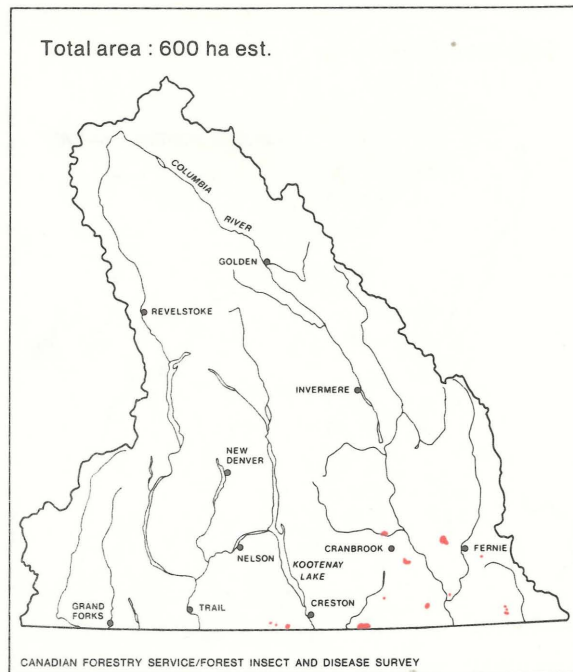 Total area : 600 ha est.
COLUMBIA
RIVER
GOLDEN
REVELSTOKE
INVERMERE
NEW
DENVER
NELSON
KOOTENAY
LAKE
CRANBROOK
FERNIE
GRAND
FORKS
TRAIL
CRESTON
CANADIAN FORESTRY SERVICE/FOREST INSECT AND DISEASE SURVEY